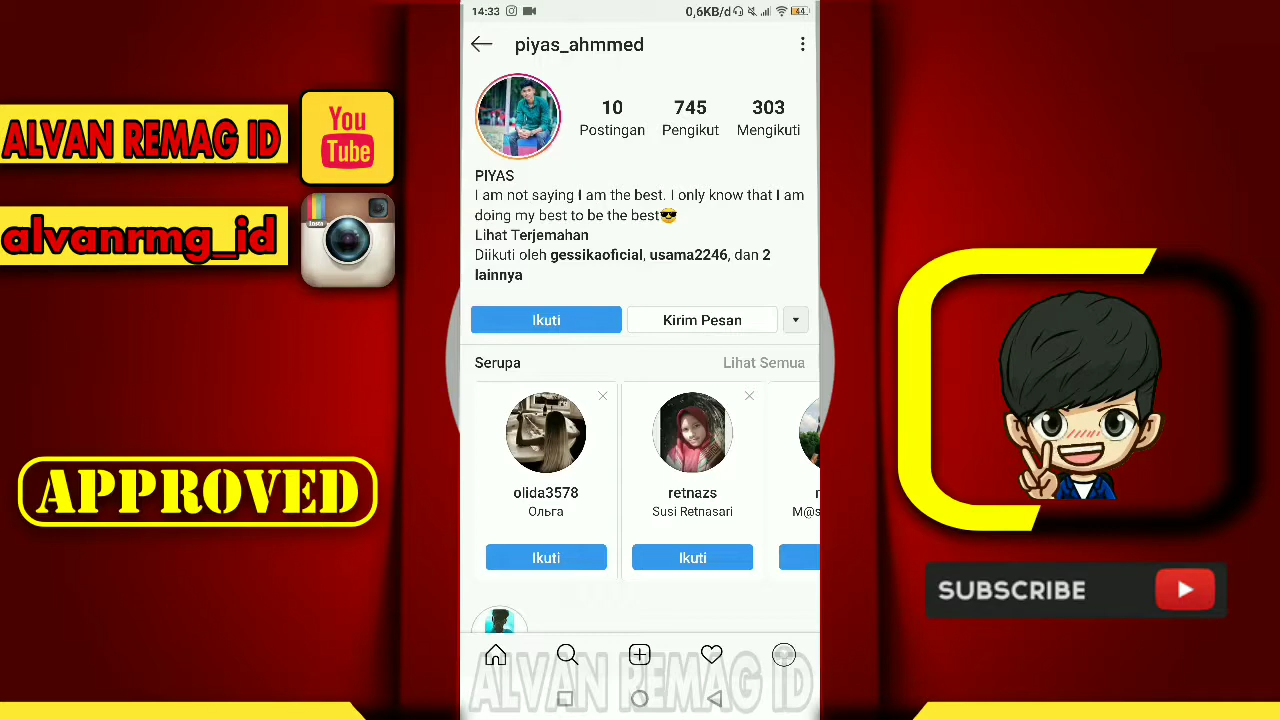 ALVAN REMAG ID
You
Tube
Insta
alvanrmg_id
APPROVED
14:33
0,6KB/d
44
piyas_ahmmed
10
745
303
Postingan
Pengikut
Mengikuti
PIYAS
I am not saying I am the best. I only know that I am
doing my best to be the best😎
Lihat Terjemahan
Diikuti oleh gessikaoficial, usama2246, dan 2
lainnya
Ikuti
Kirim Pesan
Serupa
Lihat Semua
olida3578
Ольга
Ikuti
retnazs
Susi Retnasari
Ikuti
M@s
ALVAN REMAG ID
SUBSCRIBE